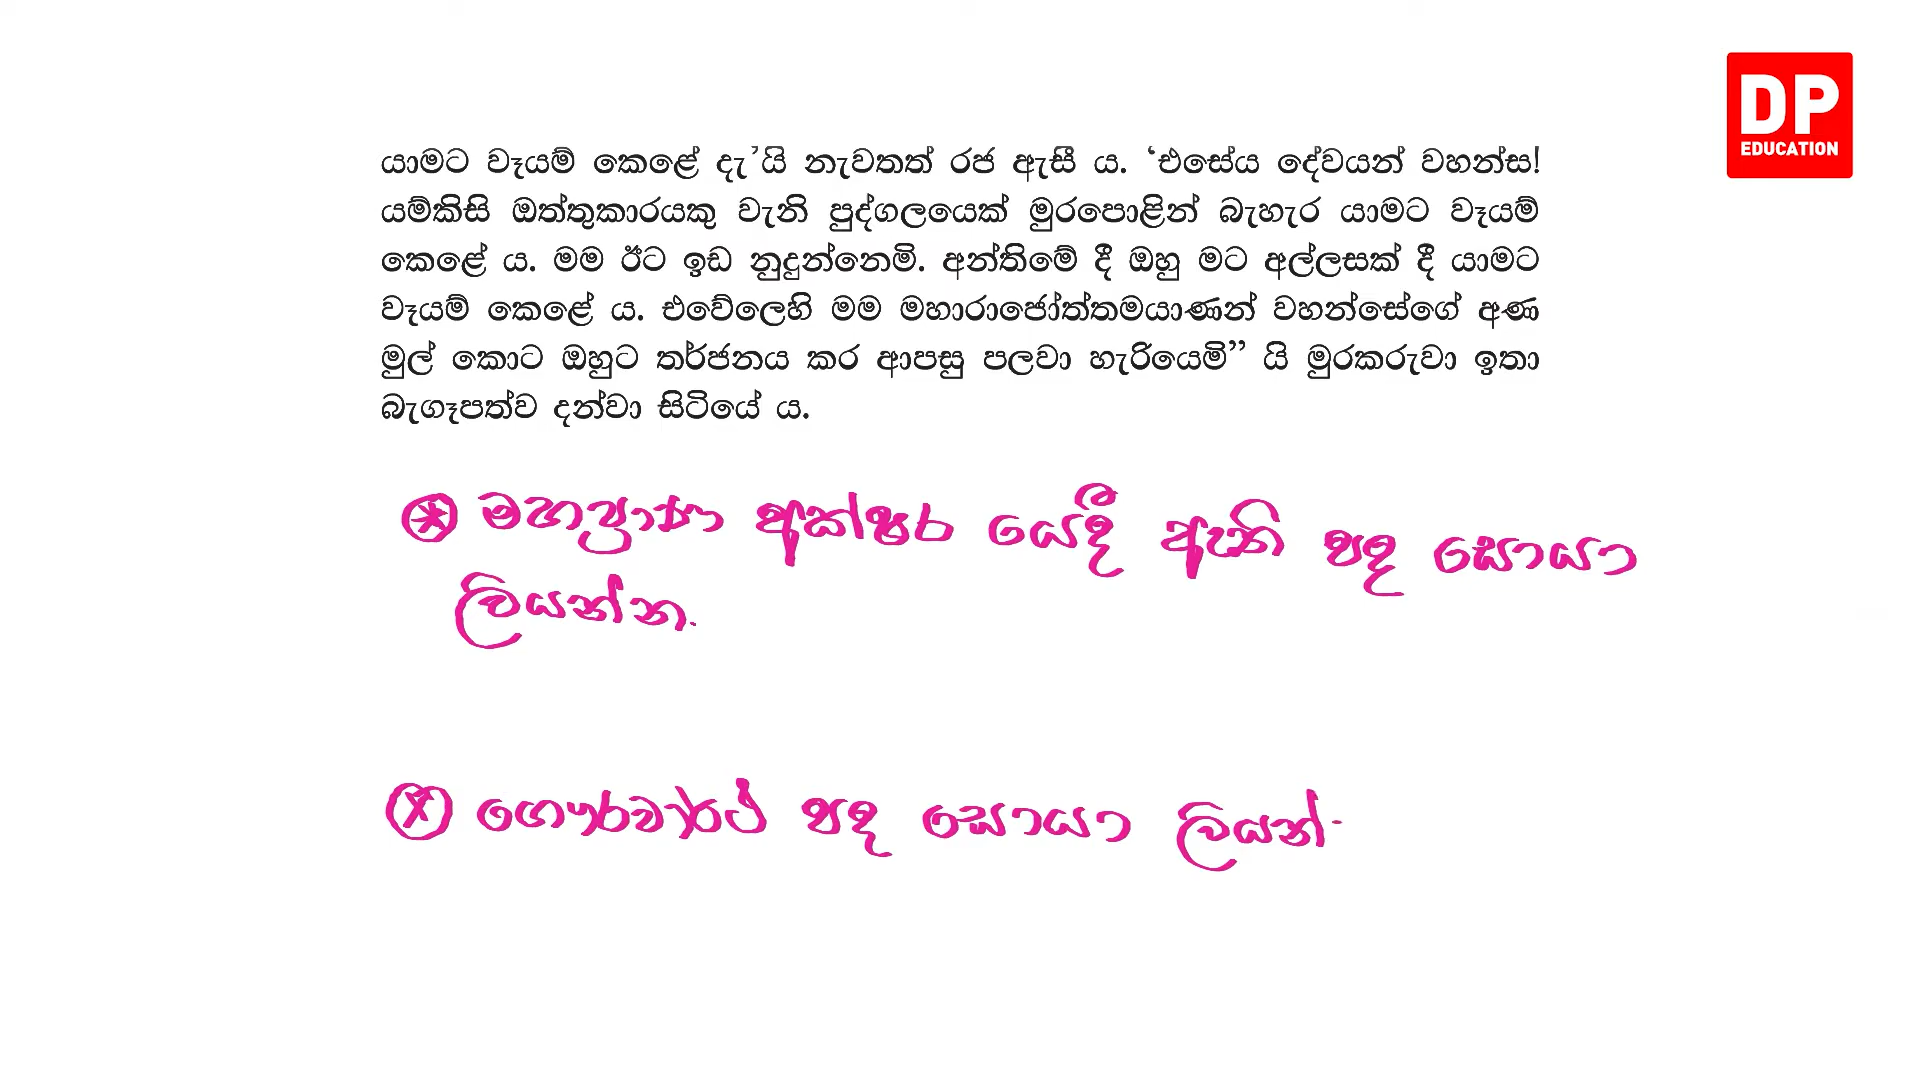 DP
EDUCATION
යාමට වෑයම් කෙළේ දැ’යි නැවතත් රජ ඇසී ය. ‘එසේය දේවයන් වහන්ස!
යම්කිසි ඔත්තුකාරයකු වැනි පුද්ගලයෙක් මුරපොළින් බැහැර යාමට වෑයම්
කෙළේ ය. මම ඊට ඉඩ නුදුන්නෙමි. අන්තිමේ දී ඔහු මට අල්ලසක් දී යාමට
වෑයම් කෙළේ ය. එවේලෙහි මම මහාරාජෝත්තමයාණන් වහන්සේගේ අණ
මුල් කොට ඔහුට තර්ජනය කර ආපසු පලවා හැරියෙමි” යි මුරකරුවා ඉතා
බැගෑපත්ව දන්වා සිටියේ ය.
මහප්‍රාණ අක්ෂර යෙදී ඇති පද සොයා
ලියන්න.
ගෞරවාර්ථ පද සොයා ලියන්.